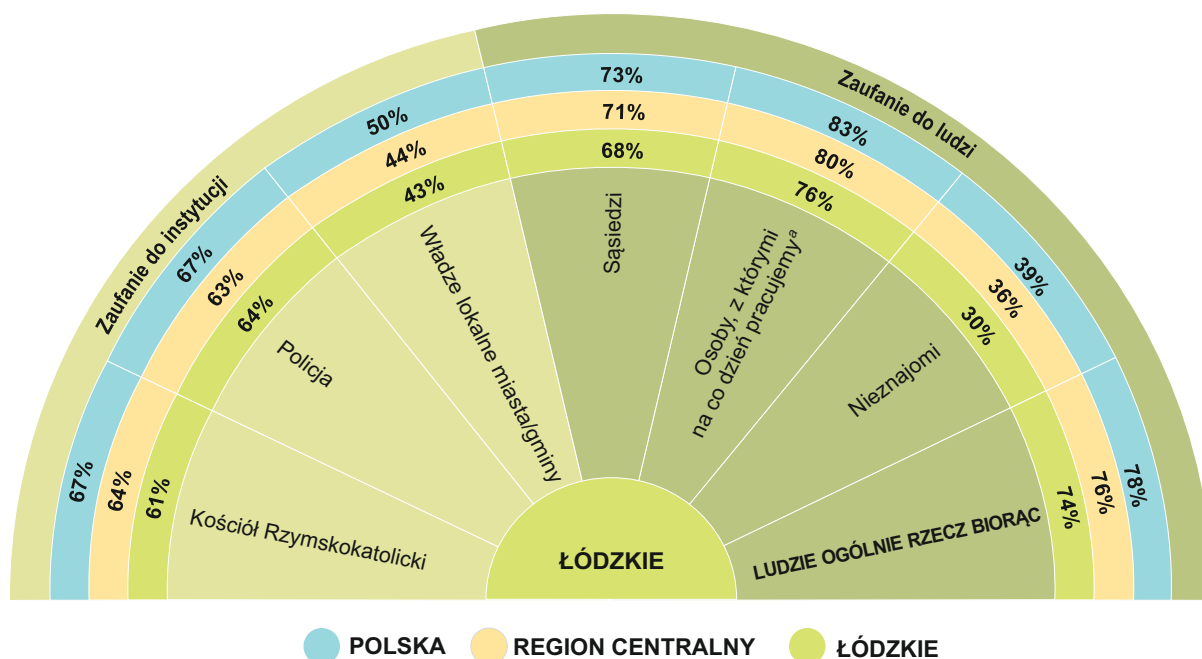 Zaufanie do instytucji
Zaufanie do ludzi
67%
67%
50%
73%
83%
39%
78%
64%
63%
44%
71%
80%
36%
76%
61%
64%
43%
68%
76%
30%
74%
Kościół Rzymskokatolicki
Policja
Władze lokalne miasta/gminy
Sąsiedzi
Osoby, z którymi
na co dzień pracujemy^a
Nieznajomi
LUDZIE OGÓLNIE RZECZ BIORĄC
ŁÓDZKIE
POLSKA
REGION CENTRALNY
ŁÓDZKIE